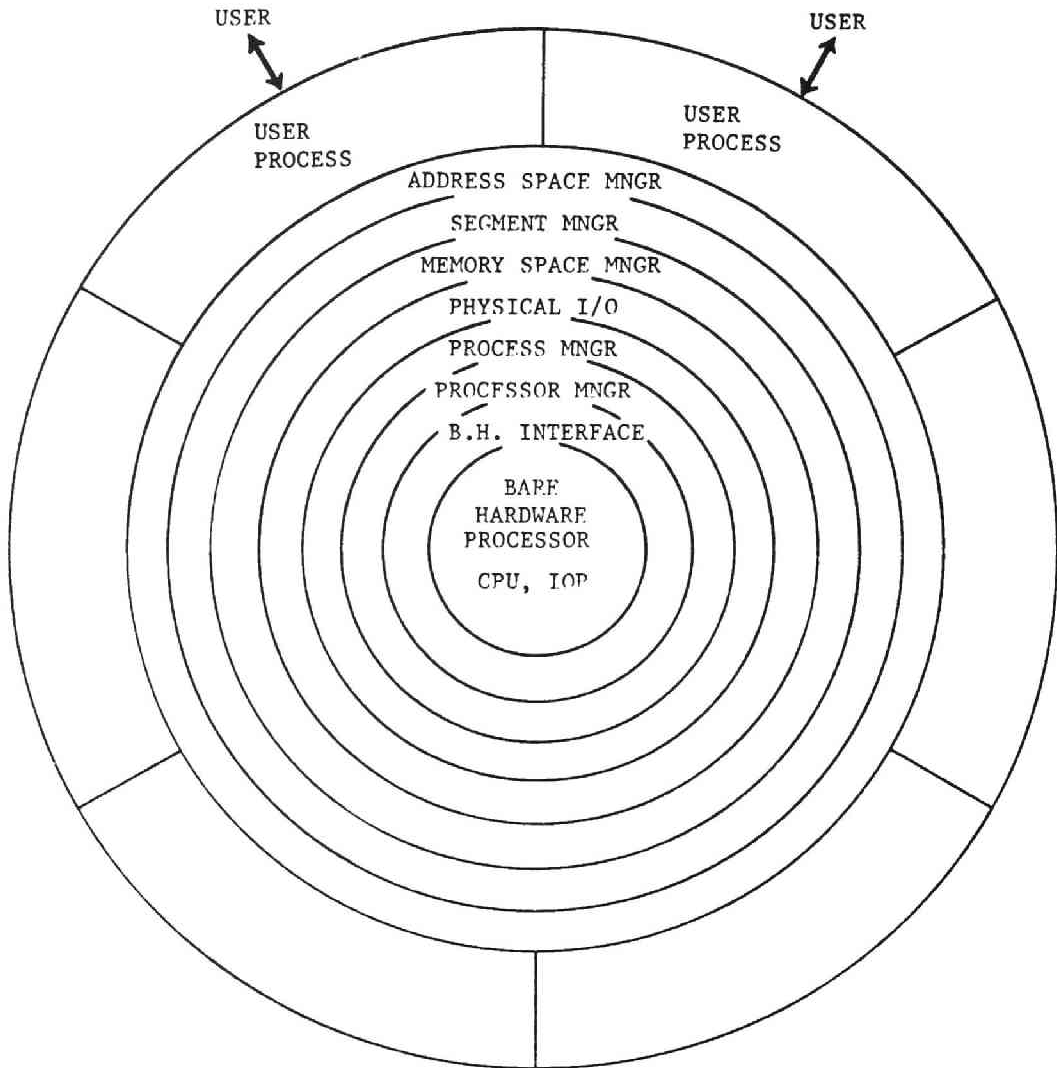 USER
USER
USER
PROCESS
USER
PROCESS
ADDRESS SPACE MNGR
SEGMENT MNGR
MEMORY SPACE MNGR
PHYSICAL I/O
PROCESS MNGR
PROCESSOR MNGR
B.H. INTERFACE
BARE
HARDWARE
PROCESSOR
CPU, IOP